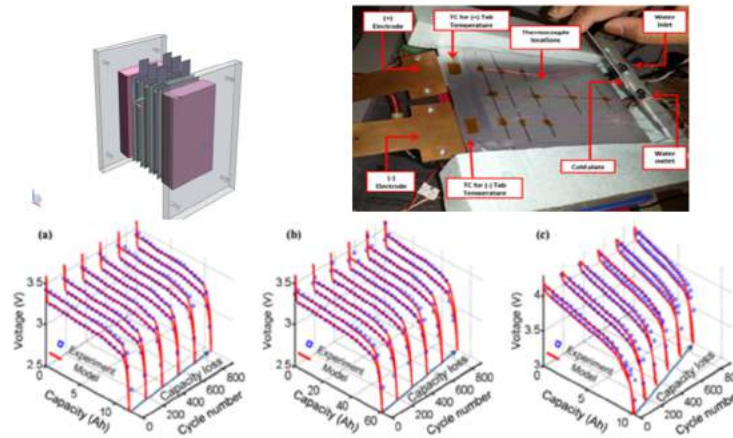 (+)
Electrode
TC for (+) Tab
Temperature
Thermocouple
locations
Water
inlet
(-)
Electrode
TC for (-) Tab
Temperature
Cold plate
Water
outlet
(a)
Voltage (V)
3.5
3
2.5
Experiment
Model
Capacity loss
0
5
10
Capacity (Ah)
0
200
400
600
800
Cycle number
(b)
Voltage (V)
3.5
3
2.5
Experiment
Model
Capacity loss
0
20
40
60
Capacity (Ah)
0
200
400
600
800
Cycle number
(c)
Voltage (V)
4
3.5
Experiment
Model
Capacity loss
0
5
10
Capacity (Ah)
0
200
400
600
800
Cycle number